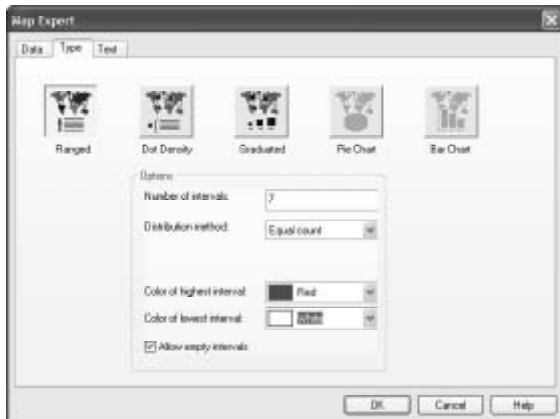 Map Expert
Data Type Text
Ranged Dot Density Graduated Pie Chart Bar Chart
Options
Number of intervals: 7
Distribution method: Equal count
Color of highest interval: Red
Color of lowest interval: White
Allow empty intervals
OK Cancel Help